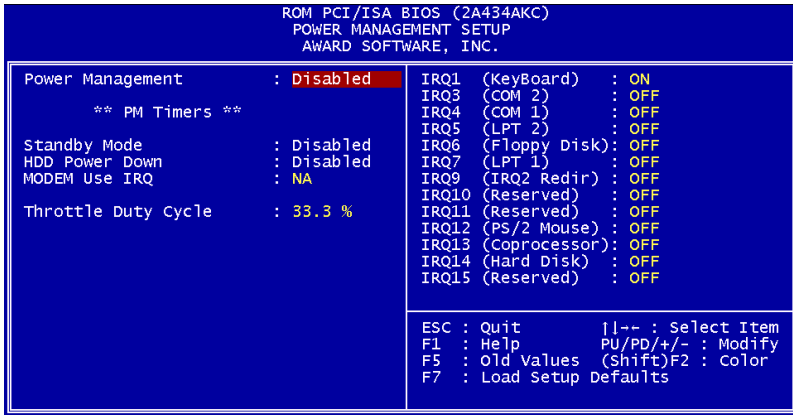 ROM PCI/ISA BIOS (2A434AKC)
POWER MANAGEMENT SETUP
AWARD SOFTWARE, INC.
Power Management : Disabled
** PM Timers **
Standby Mode : Disabled
HDD Power Down : Disabled
MODEM Use IRQ : NA
Throttle Duty Cycle : 33.3 %
IRQ1 (KeyBoard) : ON
IRQ3 (COM 2) : OFF
IRQ4 (COM 1) : OFF
IRQ5 (LPT 2) : OFF
IRQ6 (Floppy Disk): OFF
IRQ7 (LPT 1) : OFF
IRQ9 (IRQ2 Redir) : OFF
IRQ10 (Reserved) : OFF
IRQ11 (Reserved) : OFF
IRQ12 (PS/2 Mouse) : OFF
IRQ13 (Coprocessor): OFF
IRQ14 (Hard Disk) : OFF
IRQ15 (Reserved) : OFF
ESC : Quit ↑↓→← : Select Item
F1 : Help PU/PD/+/- : Modify
F5 : Old Values (Shift)F2 : Color
F7 : Load Setup Defaults